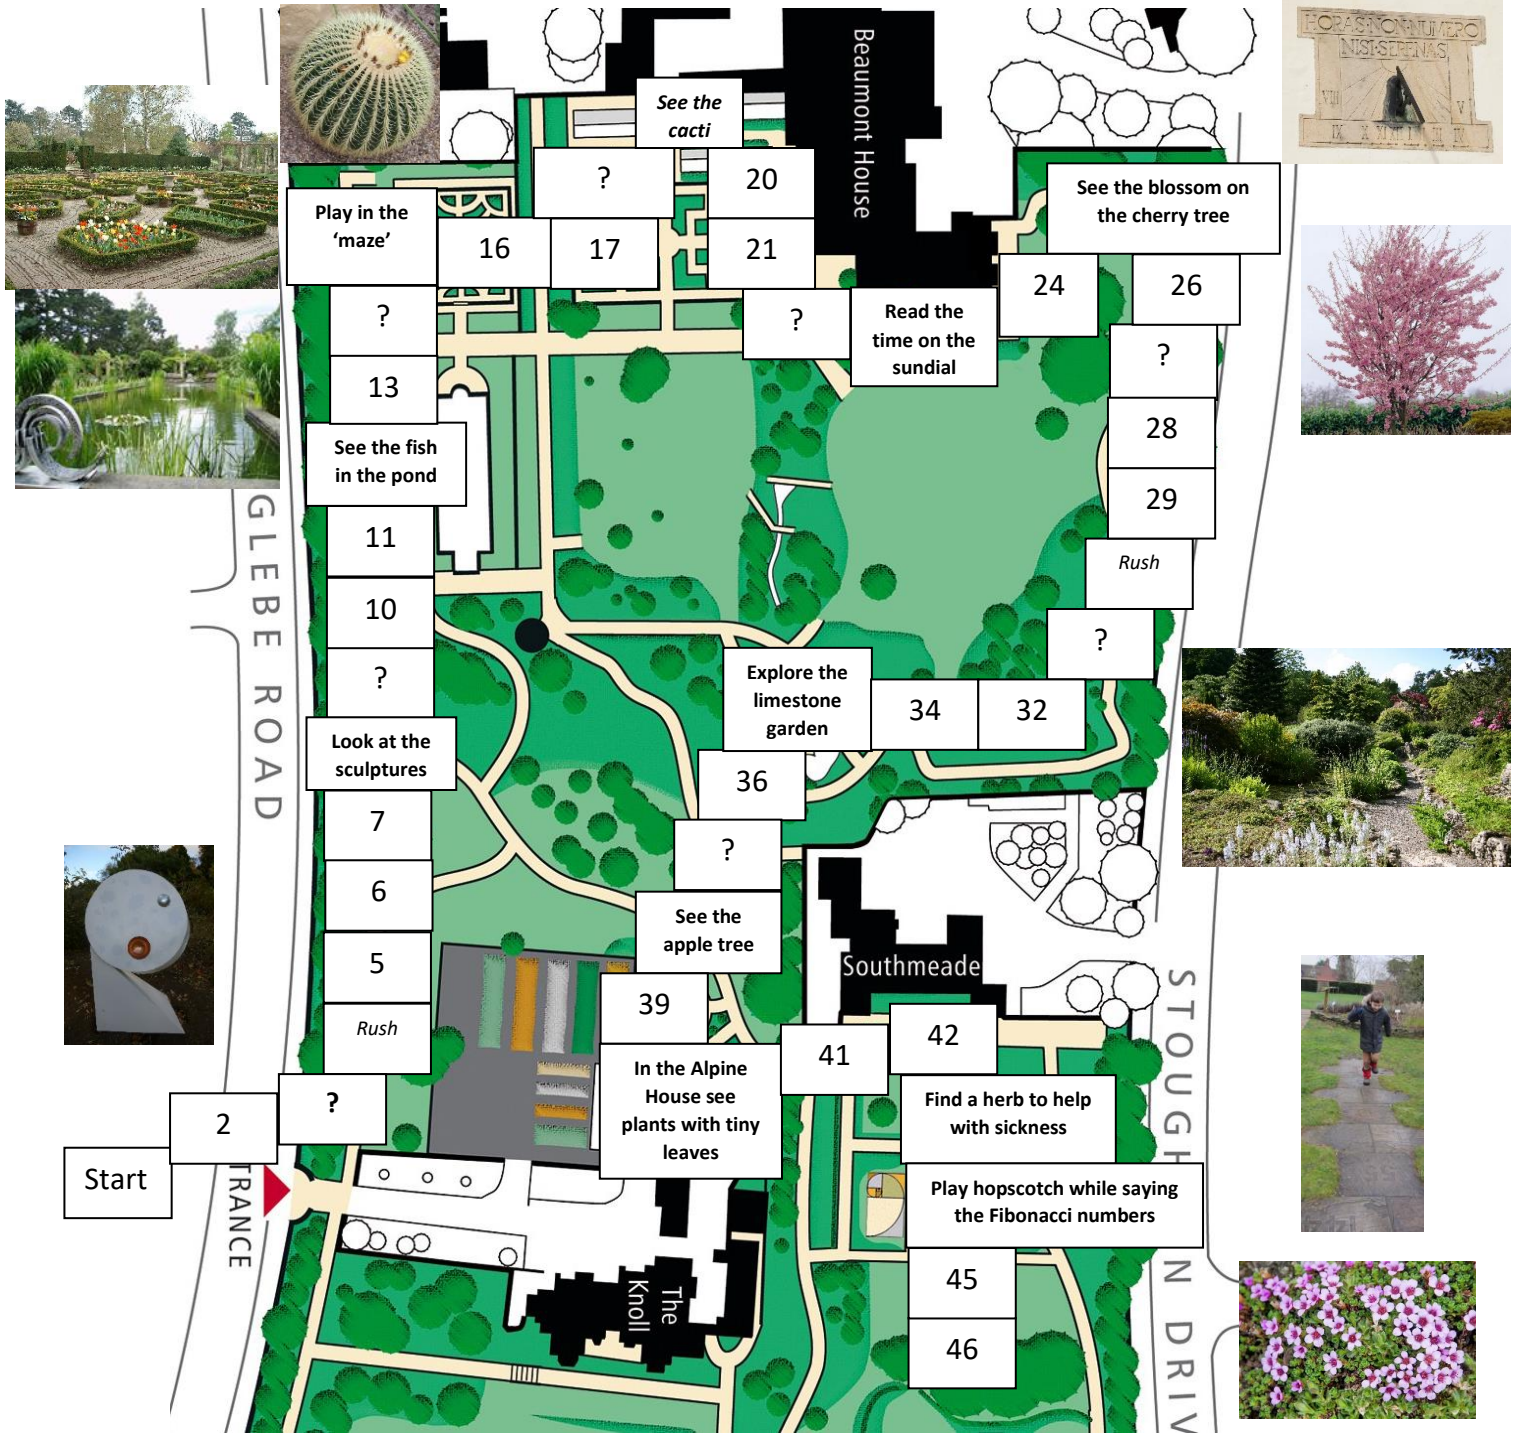 HORAS·NON·NUMERO
NISI·SERENAS
Beaumont House
See the
cacti
?
20
See the blossom on
the cherry tree
Play in the
‘maze’
16
17
21
24
26
?
?
Read the
time on the
sundial
?
13
28
See the fish
in the pond
29
11
Rush
10
?
?
Explore the
limestone
garden
34
32
GLEBE ROAD
Look at the
sculptures
36
7
?
6
See the
apple tree
5
Southmeade
39
Rush
41
42
In the Alpine
House see
plants with tiny
leaves
?
2
Find a herb to help
with sickness
Start
TRANCE
Play hopscotch while saying
the Fibonacci numbers
45
The
Knoll
46
STOUGH
N DRIV